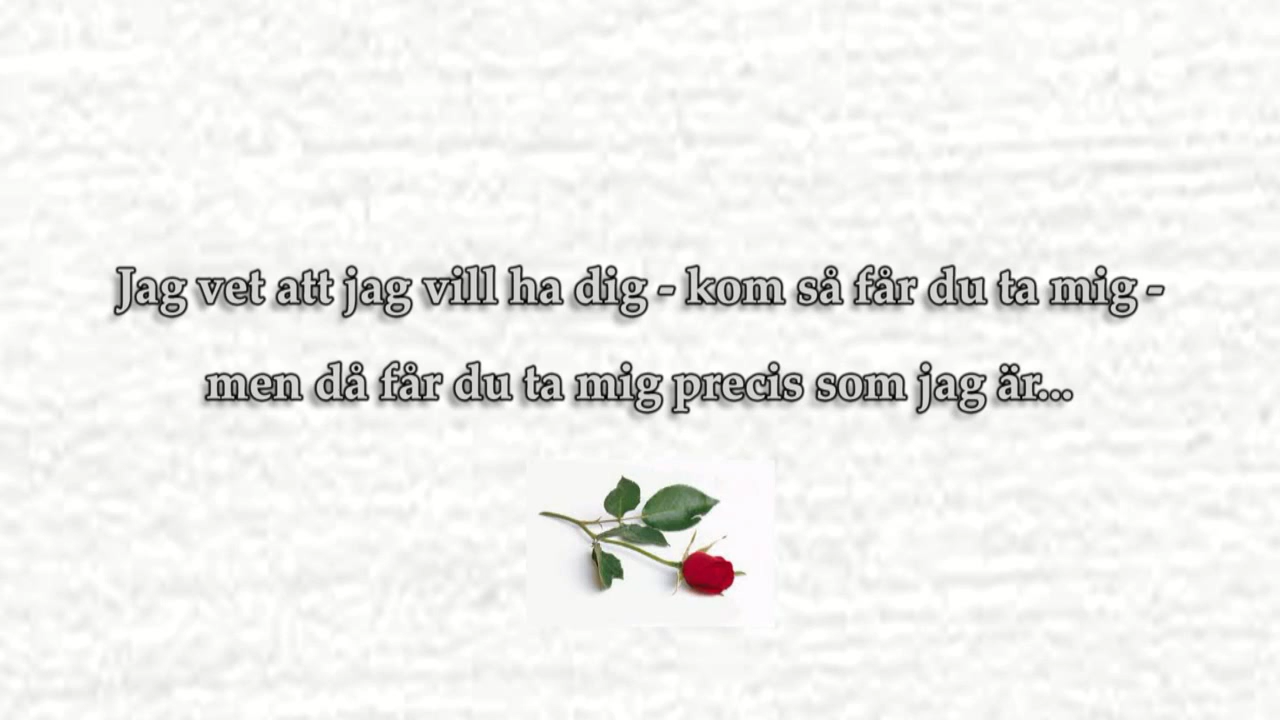 Jag vet att jag vill ha dig - kom så får du ta mig -
men då får du ta mig precis som jag är...